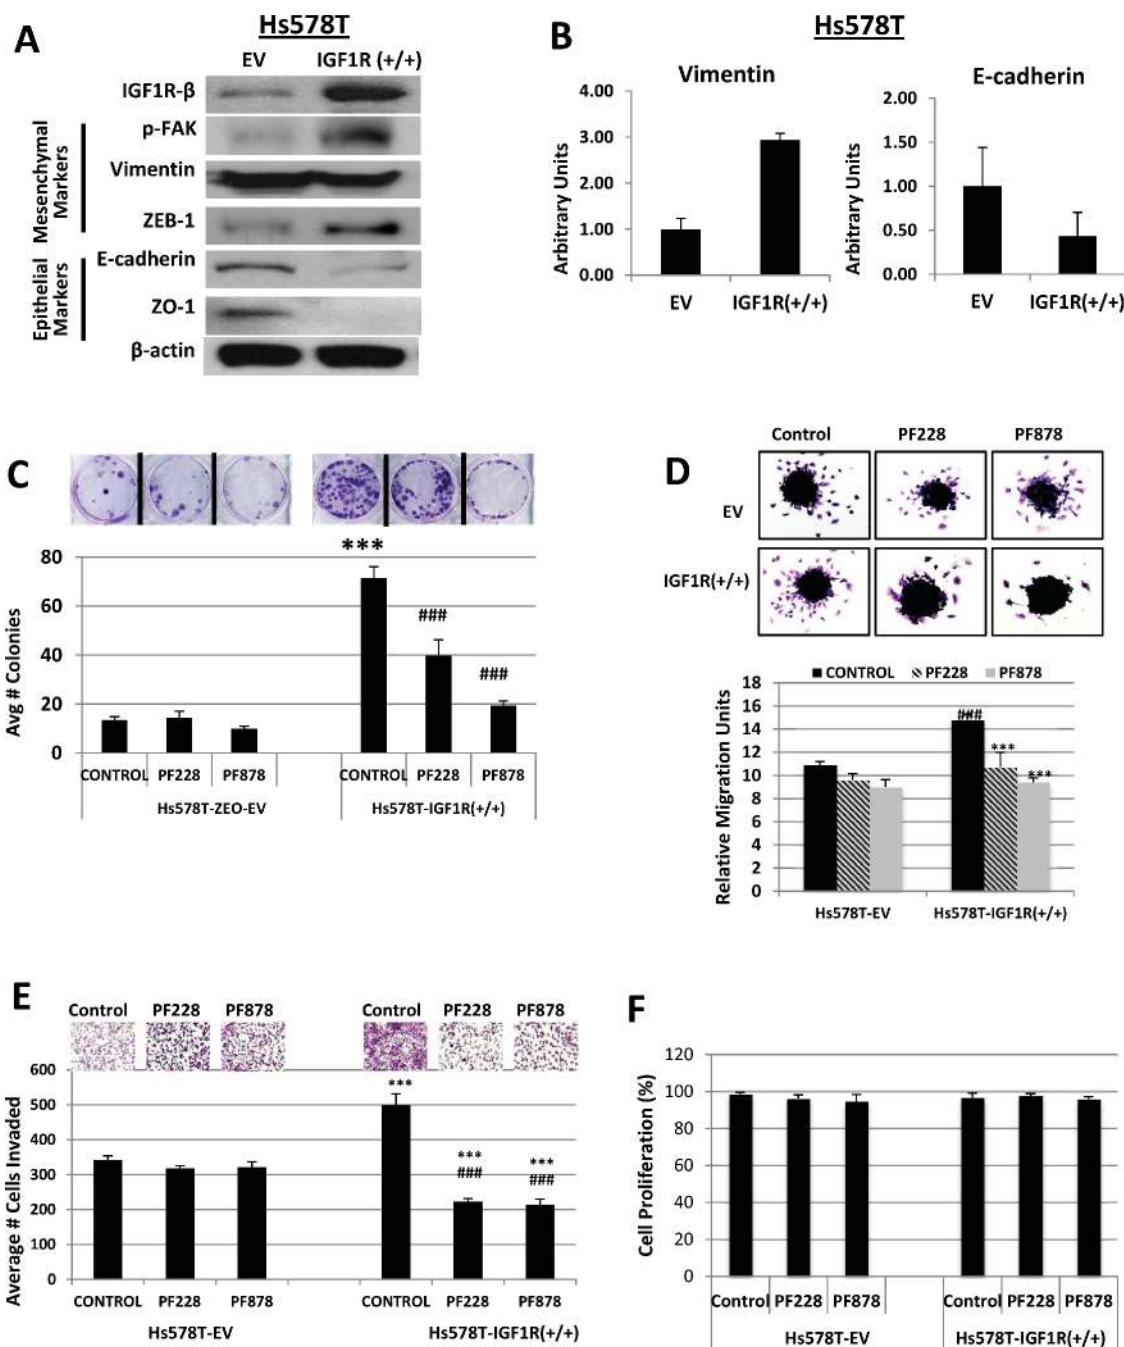 A
Hs578T
EV IGF1R (+/+)
Mesenchymal
Markers
IGF1R-β
p-FAK
Vimentin
ZEB-1
Epithelial
Markers
E-cadherin
ZO-1
β-actin
B
Hs578T
Vimentin
Arbitrary Units
4.00
3.00
2.00
1.00
0.00
EV IGF1R(+/+)
E-cadherin
Arbitrary Units
2.00
1.50
1.00
0.50
0.00
EV IGF1R(+/+)
C
Avg # Colonies
80
60
40
20
0
***
###
###
CONTROL PF228 PF878 CONTROL PF228 PF878
Hs578T-ZEO-EV Hs578T-IGF1R(+/+)
D
Control PF228 PF878
EV
IGF1R(+/+)
CONTROL PF228 PF878
Relative Migration Units
18
16
14
12
10
8
6
4
2
0
###
***
***
Hs578T-EV Hs578T-IGF1R(+/+)
E
Control PF228 PF878 Control PF228 PF878
Average # Cells Invaded
600
500
400
300
200
100
0
***
*** ***
### ###
CONTROL PF228 PF878 CONTROL PF228 PF878
Hs578T-EV Hs578T-IGF1R(+/+)
F
Cell Proliferation (%)
120
100
80
60
40
20
0
Control PF228 PF878 Control PF228 PF878
Hs578T-EV Hs578T-IGF1R(+/+)